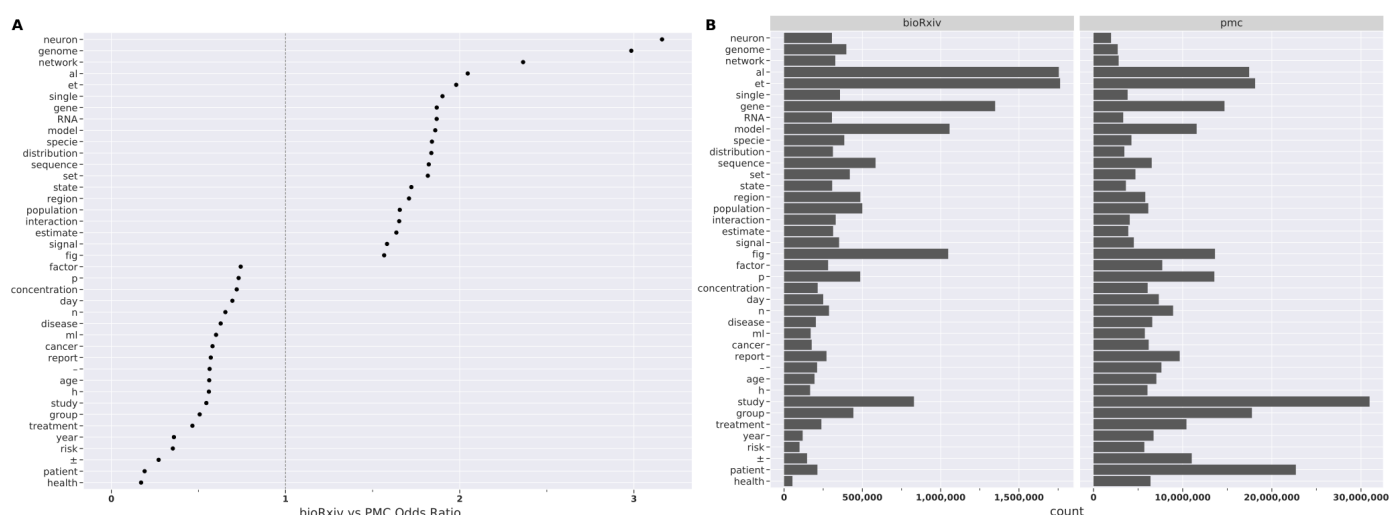 A
neuron
genome
network
al
et
single
gene
RNA
model
specie
distribution
sequence
set
state
region
population
interaction
estimate
signal
fig
factor
p
concentration
day
n
disease
ml
cancer
report
–
age
h
study
group
treatment
year
risk
±
patient
health
0 1 2 3
bioRxiv vs PMC Odds Ratio
B
bioRxiv pmc
neuron
genome
network
al
et
single
gene
RNA
model
specie
distribution
sequence
set
state
region
population
interaction
estimate
signal
fig
factor
p
concentration
day
n
disease
ml
cancer
report
–
age
h
study
group
treatment
year
risk
±
patient
health
0 500,000 1,000,000 1,500,000 0 10,000,000 20,000,000 30,000,000
count